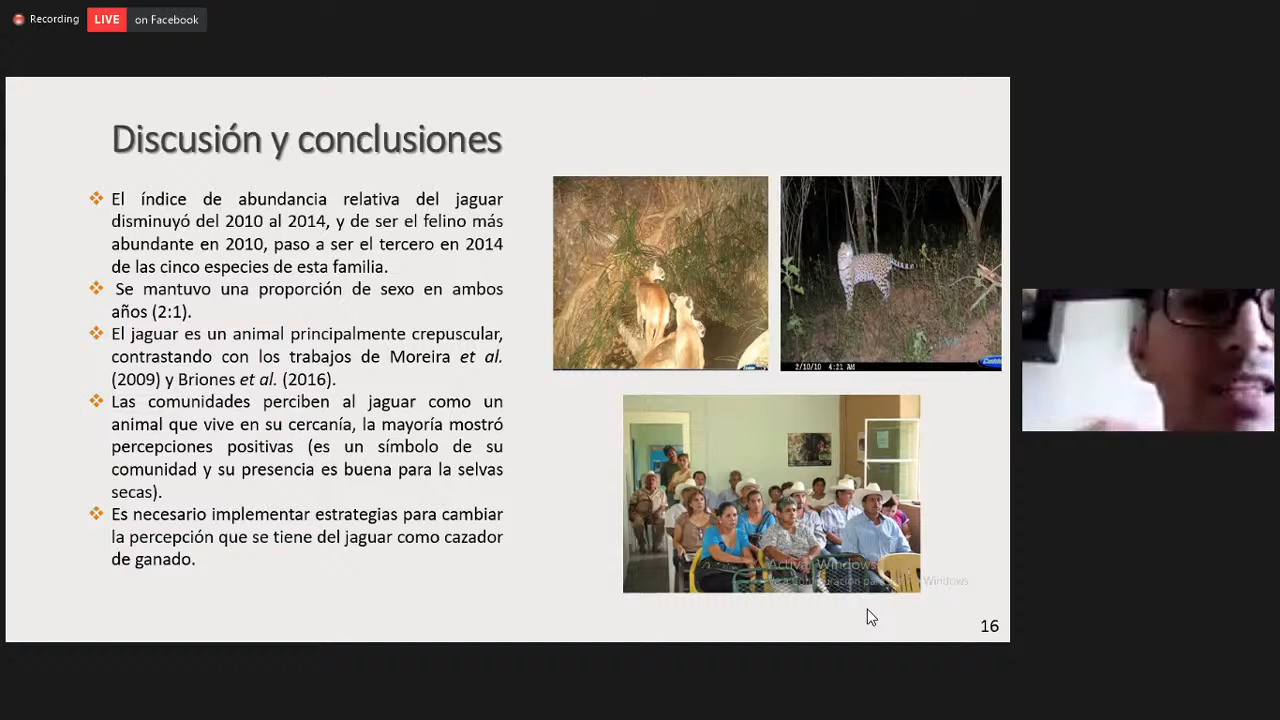 Recording
LIVE on Facebook
Discusión y conclusiones
El índice de abundancia relativa del jaguar
disminuyó del 2010 al 2014, y de ser el felino más
abundante en 2010, paso a ser el tercero en 2014
de las cinco especies de esta familia.
Se mantuvo una proporción de sexo en ambos
años (2:1).
El jaguar es un animal principalmente crepuscular,
contrastando con los trabajos de Moreira et al.
(2009) y Briones et al. (2016).
Las comunidades perciben al jaguar como un
animal que vive en su cercanía, la mayoría mostró
percepciones positivas (es un símbolo de su
comunidad y su presencia es buena para la selvas
secas).
Es necesario implementar estrategias para cambiar
la percepción que se tiene del jaguar como cazador
de ganado.
2/10/10 4:21 AM
Activar Windows
Windows
16